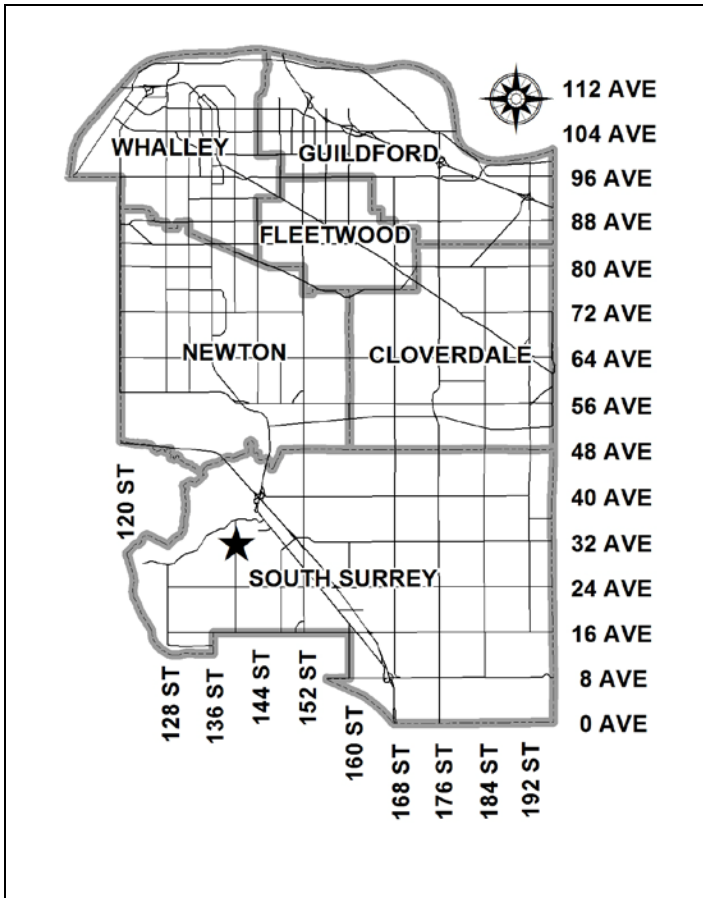 112 AVE
104 AVE
WHALLEY
GUILDFORD
96 AVE
88 AVE
FLEETWOOD
80 AVE
72 AVE
NEWTON
CLOVERDALE
64 AVE
56 AVE
48 AVE
120 ST
40 AVE
32 AVE
SOUTH SURREY
24 AVE
16 AVE
8 AVE
0 AVE
128 ST
136 ST
144 ST
152 ST
160 ST
168 ST
176 ST
184 ST
192 ST